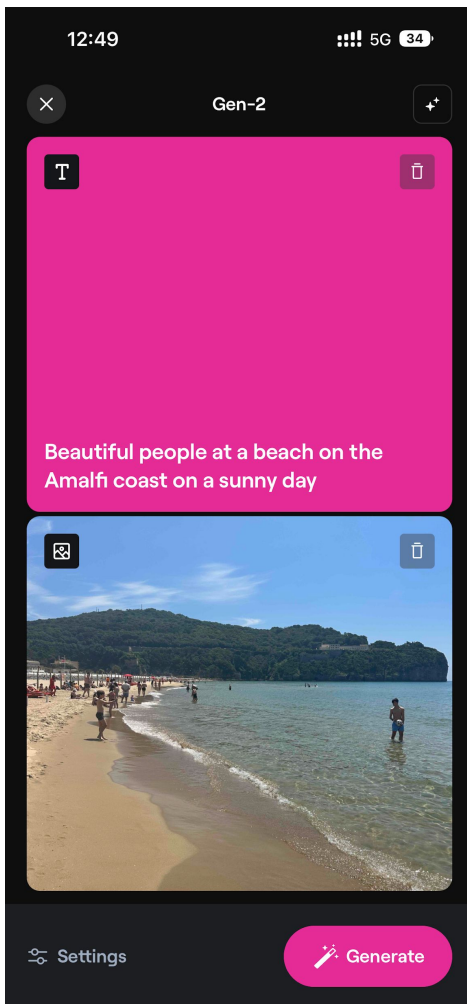 12:49
5G 34
Gen-2
T
Beautiful people at a beach on the
Amalfi coast on a sunny day
Settings
Generate